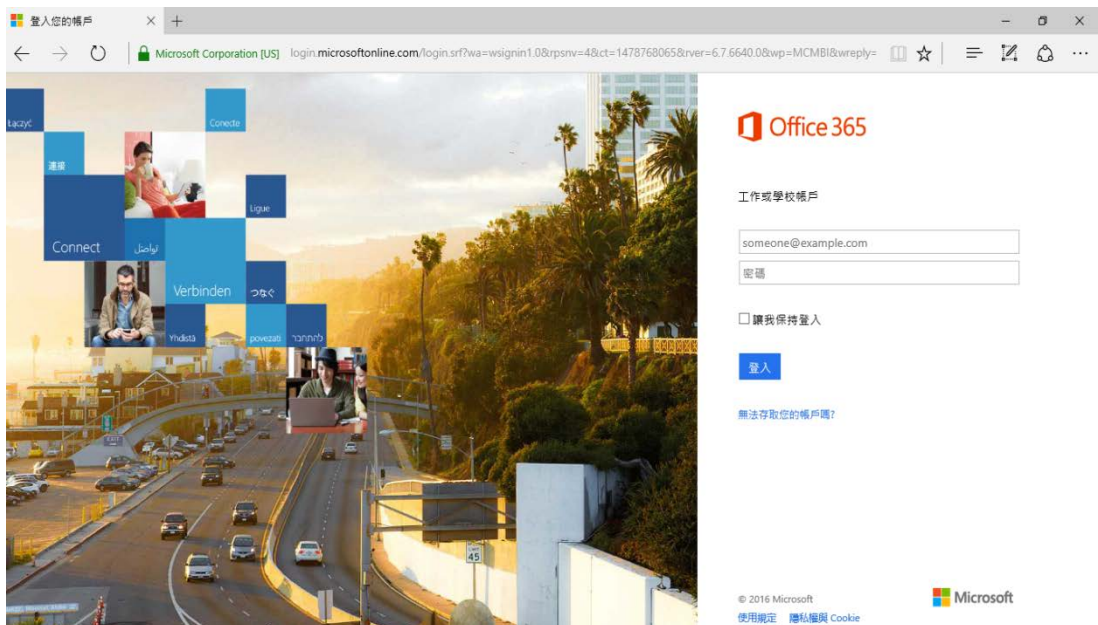 登入您的帳戶
Microsoft Corporation [US] login.microsoftonline.com/login.srf?wa=wsignin1.0&rpsnv=4&ct=1478768065&rver=6.7.6640.0&wp=MCMBI&wreply=
Łączyć
Conecte
連接
Ligue
Connect
تواصل
Verbinden
つなぐ
Yhdistä
povezati
להתחבר
EXIT
SPEED
LIMIT
45
Office 365
工作或學校帳戶
someone@example.com
密碼
讓我保持登入
登入
無法存取您的帳戶嗎?
© 2016 Microsoft
Microsoft
使用規定 隱私權與 Cookie